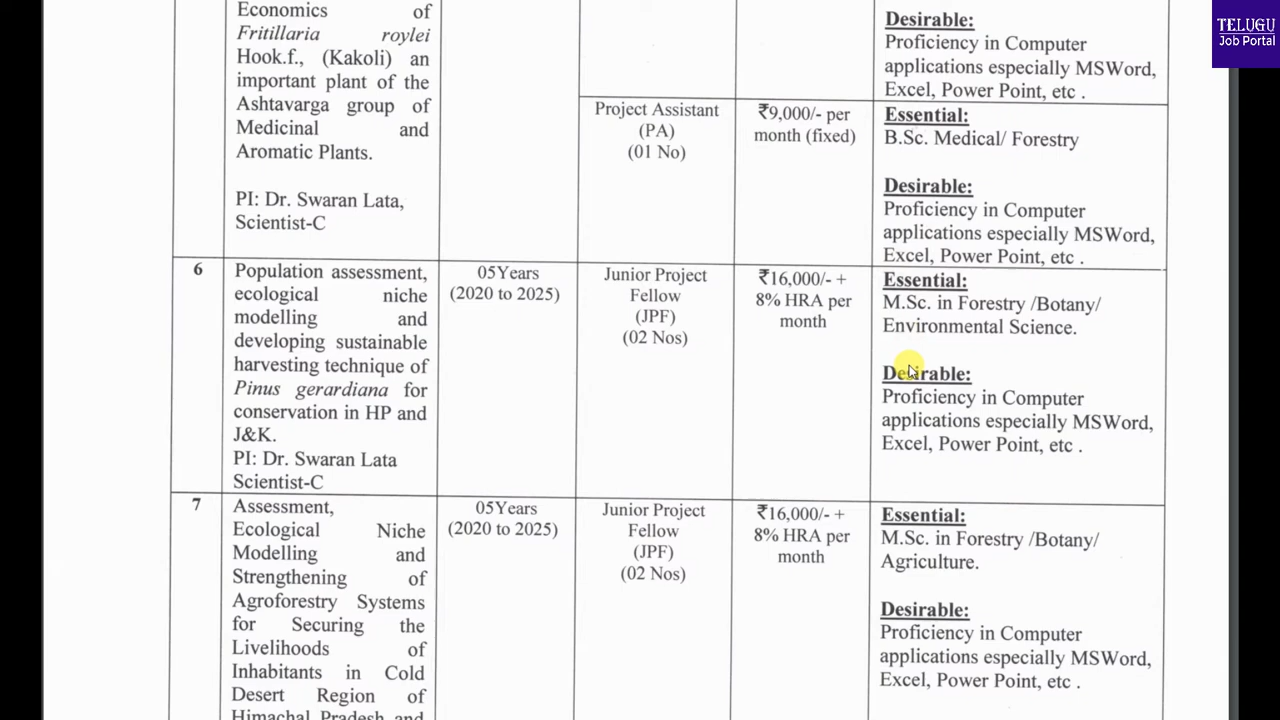 TELUGU
Job Portal
Economics of
Fritillaria roylei
Hook.f., (Kakoli) an
important plant of the
Ashtavarga group of
Medicinal and
Aromatic Plants.
PI: Dr. Swaran Lata,
Scientist-C
Desirable:
Proficiency in Computer
applications especially MSWord,
Excel, Power Point, etc .
Project Assistant
(PA)
(01 No)
₹9,000/- per
month (fixed)
Essential:
B.Sc. Medical/ Forestry
Desirable:
Proficiency in Computer
applications especially MSWord,
Excel, Power Point, etc .
6
Population assessment,
ecological niche
modelling and
developing sustainable
harvesting technique of
Pinus gerardiana for
conservation in HP and
J&K.
PI: Dr. Swaran Lata
Scientist-C
05Years
(2020 to 2025)
Junior Project
Fellow
(JPF)
(02 Nos)
₹16,000/- +
8% HRA per
month
Essential:
M.Sc. in Forestry /Botany/
Environmental Science.
Desirable:
Proficiency in Computer
applications especially MSWord,
Excel, Power Point, etc .
7
Assessment,
Ecological Niche
Modelling and
Strengthening of
Agroforestry Systems
for Securing the
Livelihoods of
Inhabitants in Cold
Desert Region of
Himachal Pradesh and
05Years
(2020 to 2025)
Junior Project
Fellow
(JPF)
(02 Nos)
₹16,000/- +
8% HRA per
month
Essential:
M.Sc. in Forestry /Botany/
Agriculture.
Desirable:
Proficiency in Computer
applications especially MSWord,
Excel, Power Point, etc .